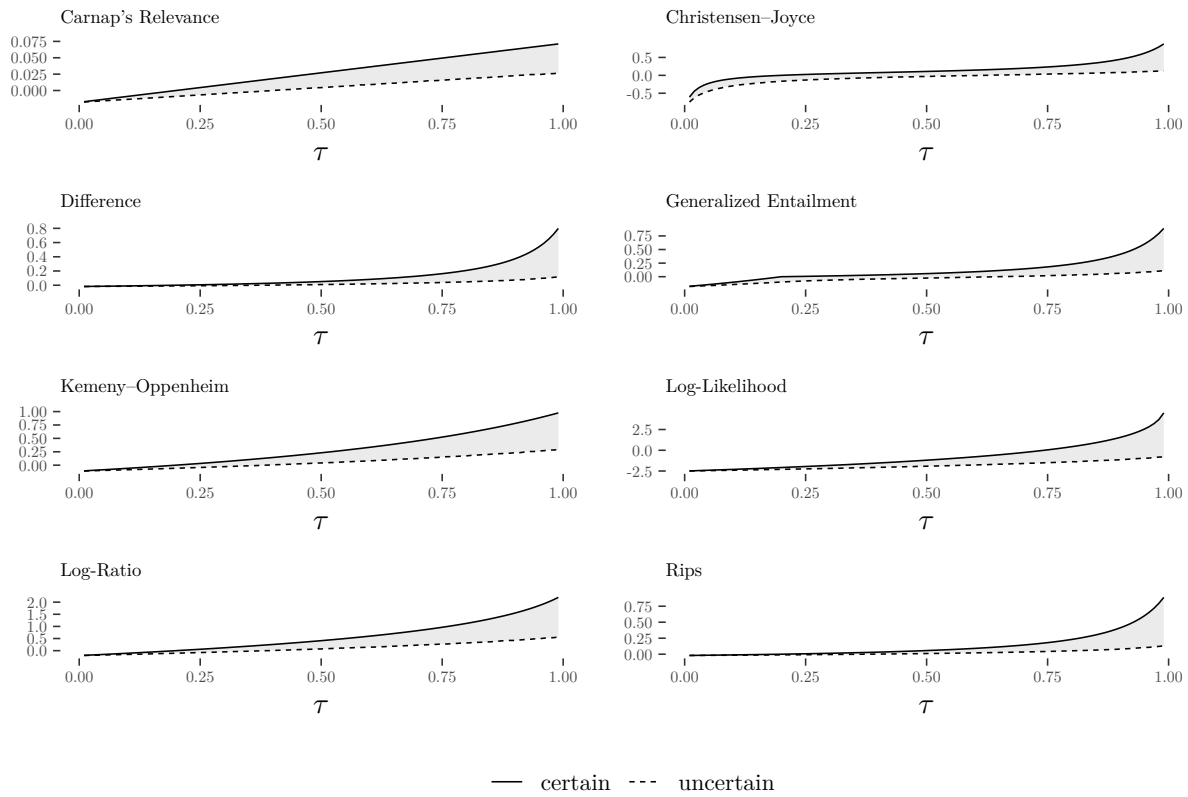 Carnap's Relevance
0.075
0.050
0.025
0.000
0.00 0.25 0.50 0.75 1.00
τ
Christensen–Joyce
0.5
0.0
-0.5
0.00 0.25 0.50 0.75 1.00
τ
Difference
0.8
0.6
0.4
0.2
0.0
0.00 0.25 0.50 0.75 1.00
τ
Generalized Entailment
0.75
0.50
0.25
0.00
0.00 0.25 0.50 0.75 1.00
τ
Kemeny–Oppenheim
1.00
0.75
0.50
0.25
0.00
0.00 0.25 0.50 0.75 1.00
τ
Log-Likelihood
2.5
0.0
-2.5
0.00 0.25 0.50 0.75 1.00
τ
Log-Ratio
2.0
1.5
1.0
0.5
0.0
0.00 0.25 0.50 0.75 1.00
τ
Rips
0.75
0.50
0.25
0.00
0.00 0.25 0.50 0.75 1.00
τ
certain uncertain